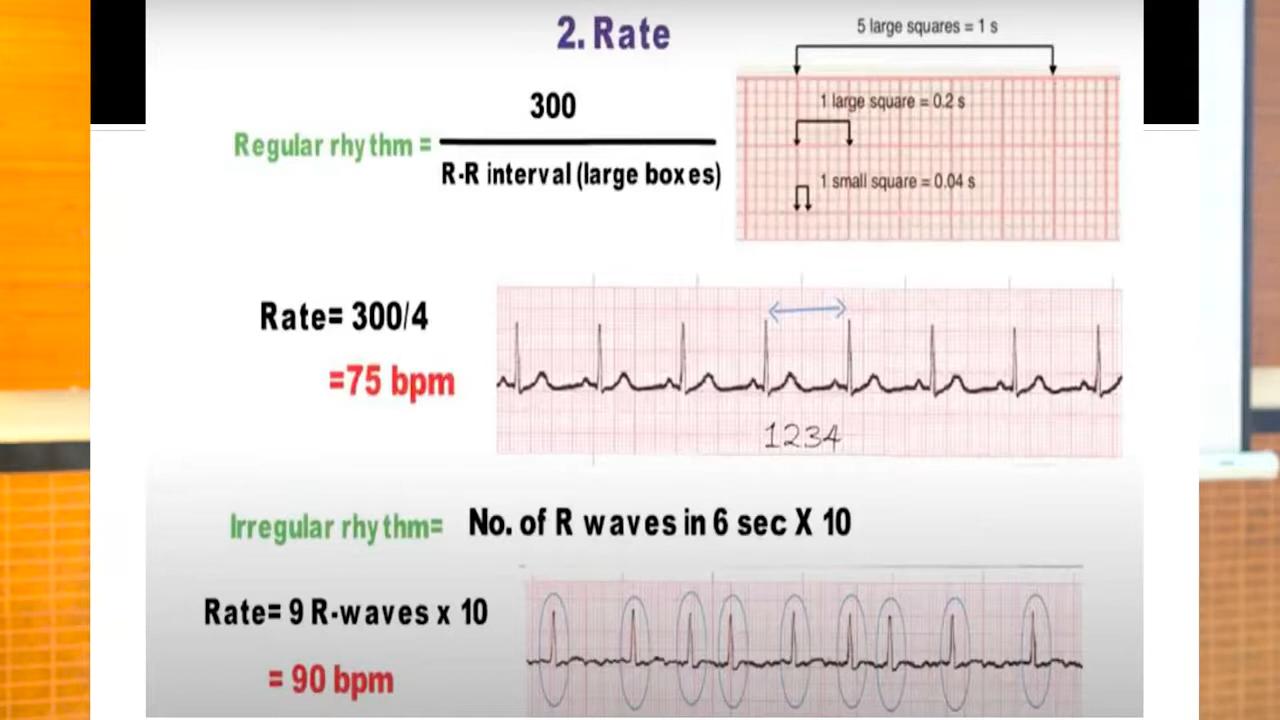 2. Rate
5 large squares = 1 s
300
1 large square = 0.2 s
Regular rhythm =
R-R interval (large boxes)
1 small square = 0.04 s
Rate= 300/4
=75 bpm
1234
Irregular rhythm= No. of R waves in 6 sec X 10
Rate= 9 R-waves x 10
= 90 bpm